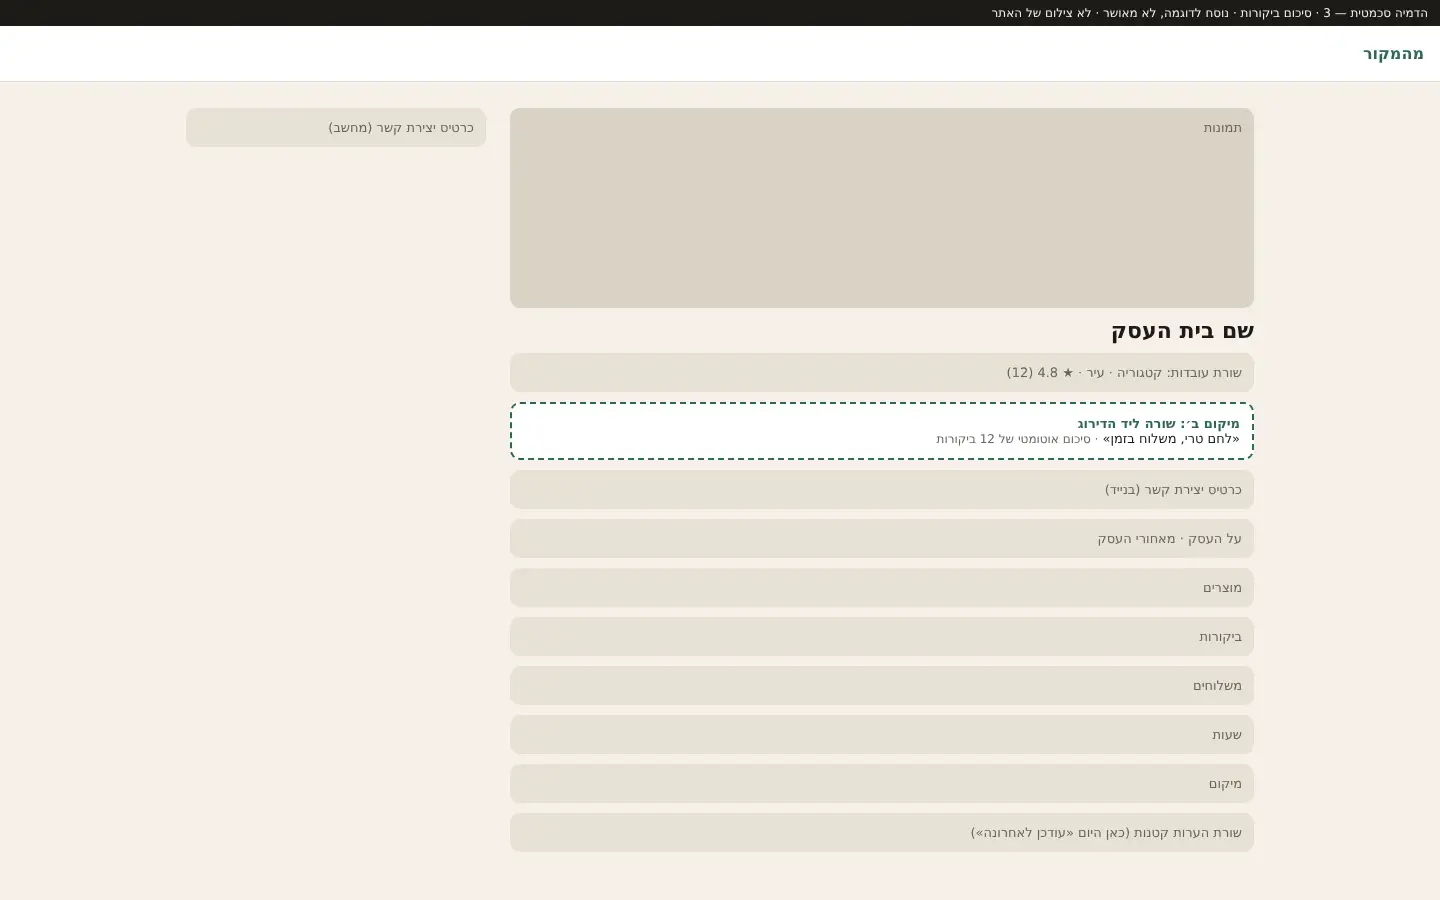 הדמיה סכמטית — 3 · סיכום ביקורות · נוסח לדוגמה, לא מאושר · לא צילום של האתר
מהמקור
תמונות
כרטיס יצירת קשר (מחשב)
שם בית העסק
שורת עובדות: קטגוריה · עיר · ★ 4.8 (12)
מיקום ב׳: שורה ליד הדירוג
«לחם טרי, משלוח בזמן» · סיכום אוטומטי של 12 ביקורות
כרטיס יצירת קשר (בנייד)
על העסק · מאחורי העסק
מוצרים
ביקורות
משלוחים
שעות
מיקום
שורת הערות קטנות (כאן היום «עודכן לאחרונה»)